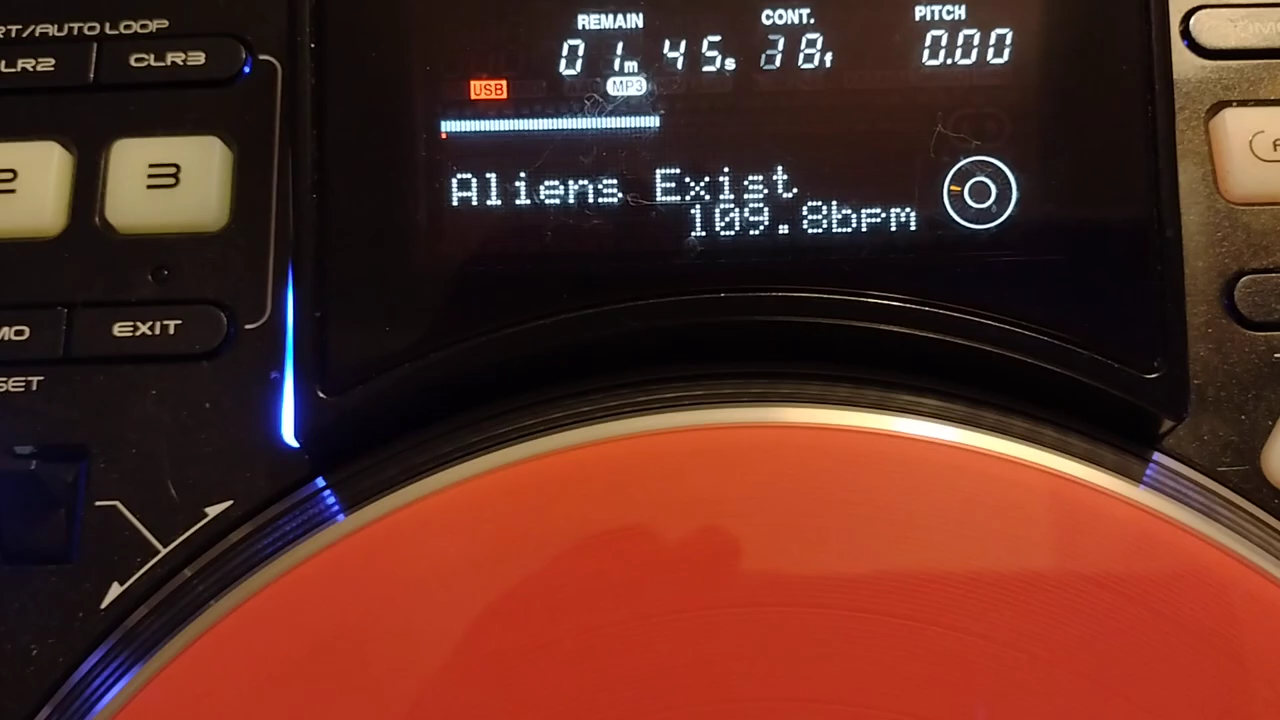 REMAIN CONT. PITCH
01m 45s 38f 0.00
USB MP3
Aliens Exist
109.8bpm
RT/AUTO LOOP
LR2 CLR3
2 3
MO EXIT
SET